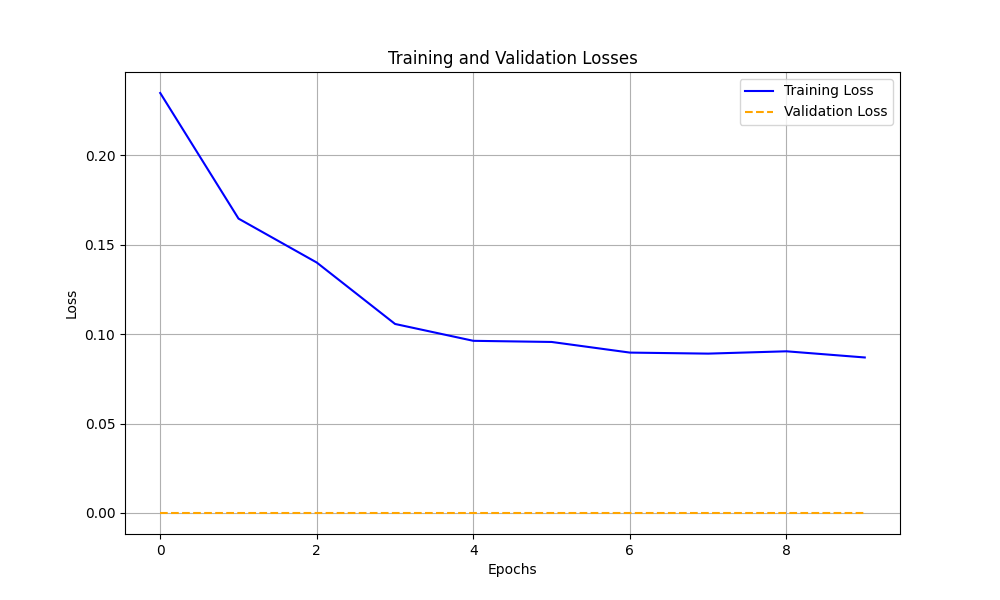 Training and Validation Losses
Training Loss
Validation Loss
Loss
0.20
0.15
0.10
0.05
0.00
0 2 4 6 8
Epochs